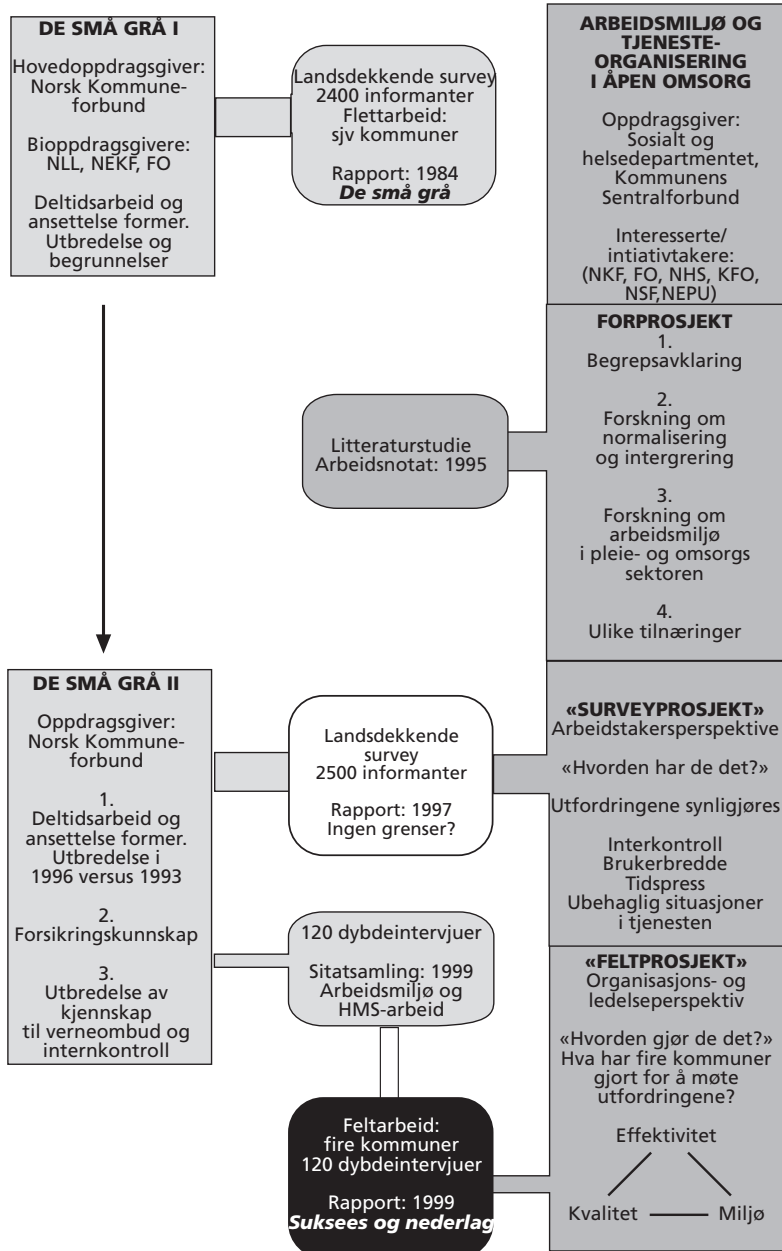 DE SMÅ GRÅ I
Hovedoppdragsgiver:
Norsk Kommune-
forbund
Bioppdragsgivere:
NLL, NEKF, FO
Deltidsarbeid og
ansettelse former.
Utbredelse og
begrunnelser
Landsdekkende survey
2400 informanter
Flettarbeid:
sjv kommuner
Rapport: 1984
De små grå
ARBEIDSMILJØ OG
TJENESTE-
ORGANISERING
I ÅPEN OMSORG
Oppdragsgiver:
Sosialt og
helsedepartmentet,
Kommunens
Sentralforbund
Interesserte/
intiativtakere:
(NKF, FO, NHS, KFO,
NSF,NEPU)
FORPROSJEKT
1.
Begrepsavklaring
2.
Forskning om
normalisering
og intergrering
3.
Forskning om
arbeidsmiljø
i pleie- og omsorgs
sektoren
4.
Ulike tilnæringer
Litteraturstudie
Arbeidsnotat: 1995
DE SMÅ GRÅ II
Oppdragsgiver:
Norsk Kommune-
forbund
1.
Deltidsarbeid og
ansettelse former.
Utbredelse i
1996 versus 1993
2.
Forsikringskunnskap
3.
Utbredelse av
kjennskap
til verneombud og
internkontroll
Landsdekkende
survey
2500 informanter
Rapport: 1997
Ingen grenser?
«SURVEYPROSJEKT»
Arbeidstakersperspektive
«Hvorden har de det?»
Utfordringene synligjøres
Interkontroll
Brukerbredde
Tidspress
Ubehaglig situasjoner
i tjenesten
120 dybdeintervjuer
Sitatsamling: 1999
Arbeidsmiljø og
HMS-arbeid
«FELTPROSJEKT»
Organisasjons- og
ledelseperspektiv
«Hvorden gjør de det?»
Hva har fire kommuner
gjort for å møte
utfordringene?
Effektivitet
Kvalitet
Miljø
Feltarbeid:
fire kommuner
120 dybdeintervjuer
Rapport: 1999
Suksees og nederlag